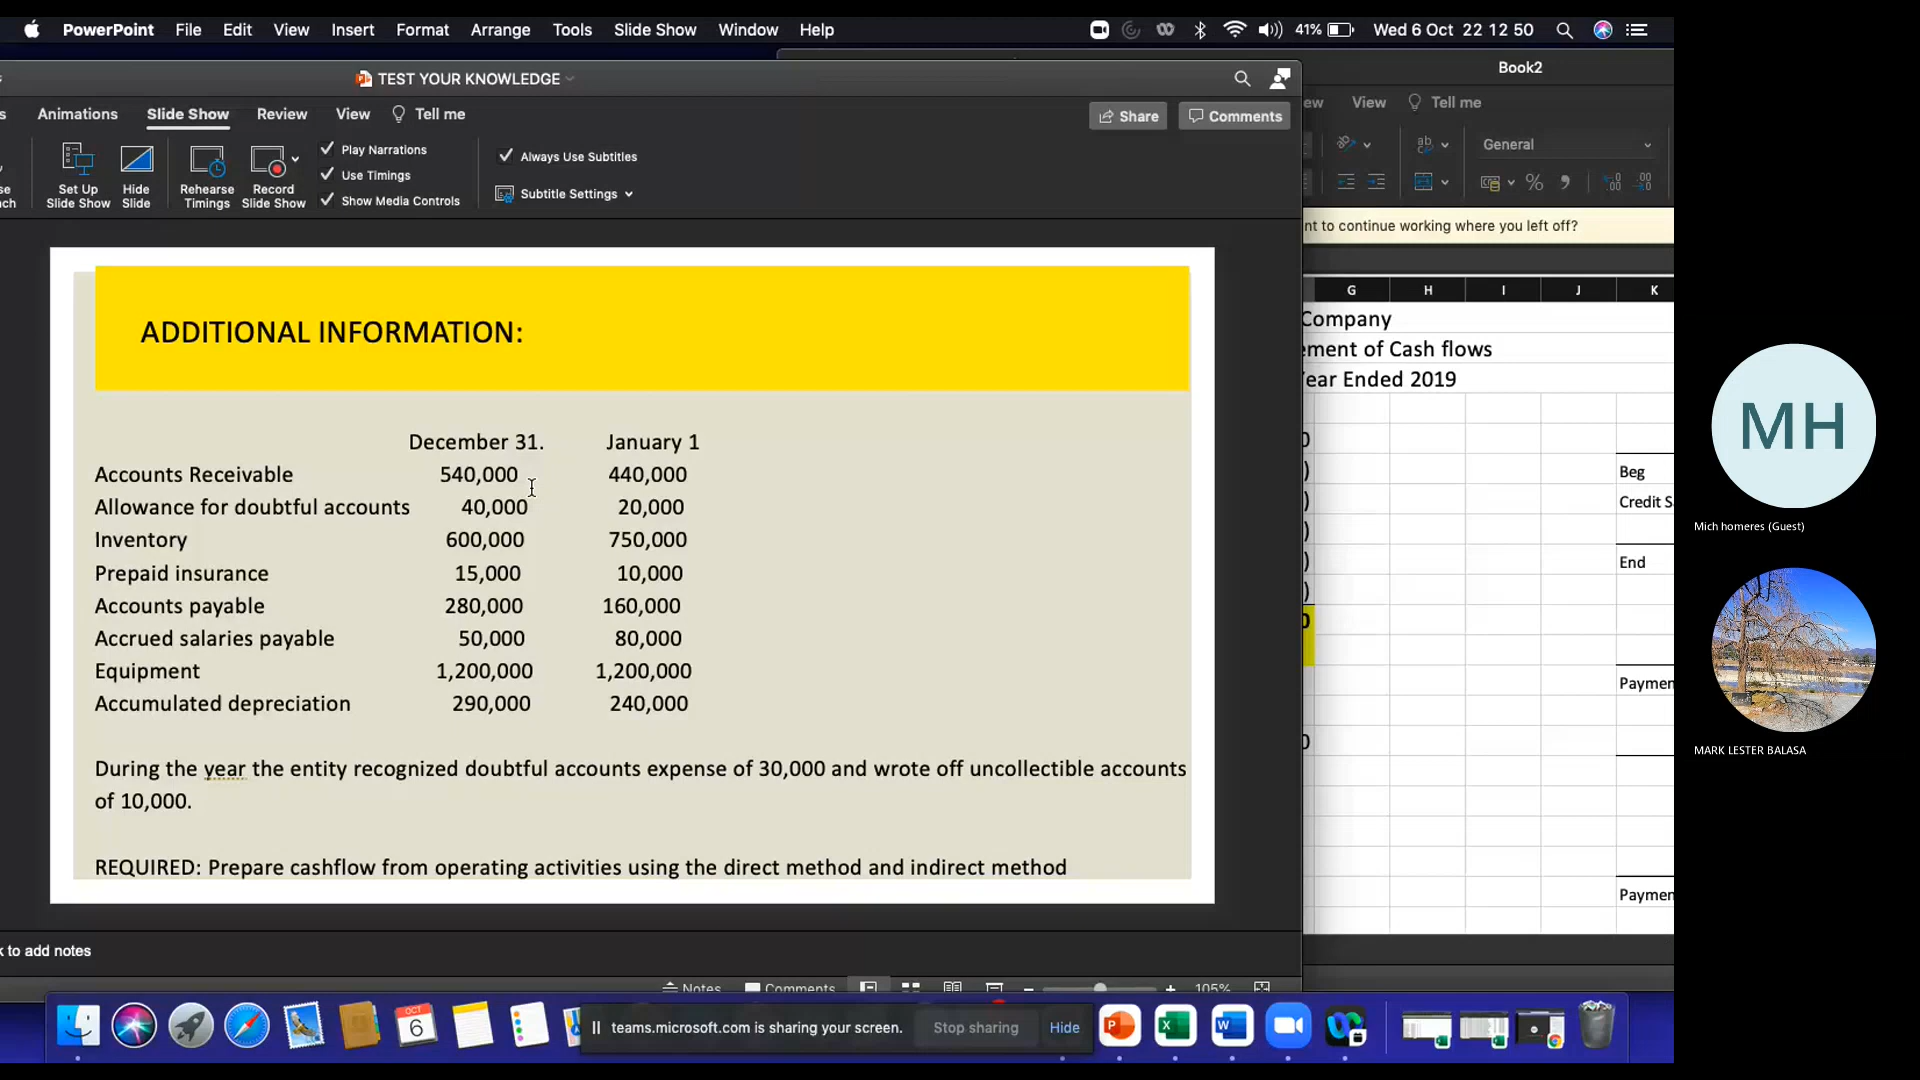 PowerPoint File Edit View Insert Format Arrange Tools Slide Show Window Help 41% Wed 6 Oct 22 12 50
TEST YOUR KNOWLEDGE
Book2
Animations Slide Show Review View Tell me
Share Comments
View Tell me
Set Up Slide Show
Hide Slide
Rehearse Timings
Record Slide Show
Play Narrations
Use Timings
Show Media Controls
Always Use Subtitles
Subtitle Settings
General
nt to continue working where you left off?
ADDITIONAL INFORMATION:
December 31. January 1
Accounts Receivable 540,000 440,000
Allowance for doubtful accounts 40,000 20,000
Inventory 600,000 750,000
Prepaid insurance 15,000 10,000
Accounts payable 280,000 160,000
Accrued salaries payable 50,000 80,000
Equipment 1,200,000 1,200,000
Accumulated depreciation 290,000 240,000
During the year the entity recognized doubtful accounts expense of 30,000 and wrote off uncollectible accounts
of 10,000.
REQUIRED: Prepare cashflow from operating activities using the direct method and indirect method
G H I J K
Company
ement of Cash flows
Year Ended 2019
Beg
Credit S
End
Paymen
Paymen
MH
Mich homeres (Guest)
MARK LESTER BALASA
k to add notes
Notes Comments 105%
OCT
6
teams.microsoft.com is sharing your screen. Stop sharing Hide